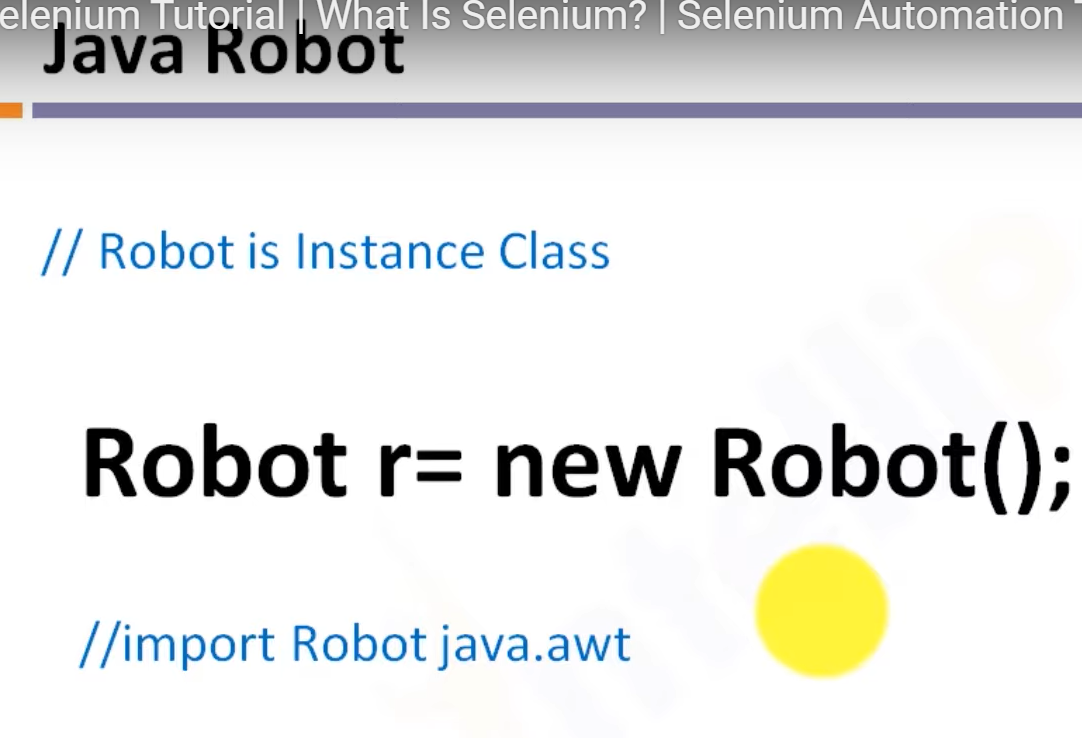 elenium Tutorial | What Is Selenium? | Selenium Automation
Java Robot
// Robot is Instance Class
Robot r= new Robot();
//import Robot java.awt